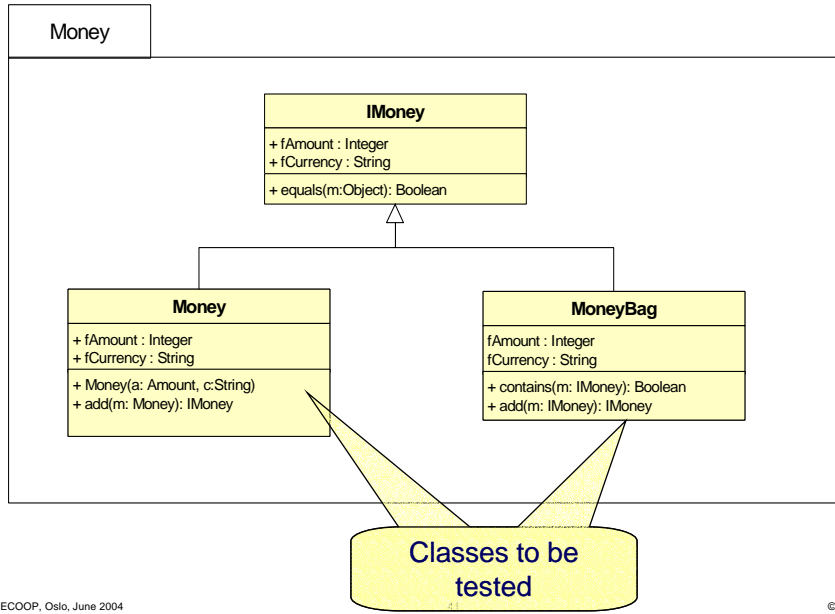 Money
IMoney
+ fAmount : Integer
+ fCurrency : String
+ equals(m:Object): Boolean
Money
+ fAmount : Integer
+ fCurrency : String
+ Money(a: Amount, c:String)
+ add(m: Money): IMoney
MoneyBag
fAmount : Integer
fCurrency : String
+ contains(m: IMoney): Boolean
+ add(m: IMoney): IMoney
Classes to be
tested
ECOOP, Oslo, June 2004
©